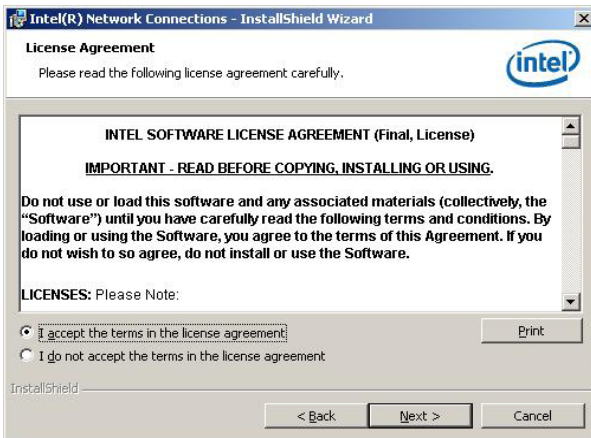 Intel(R) Network Connections - InstallShield Wizard
License Agreement
Please read the following license agreement carefully.
intel
INTEL SOFTWARE LICENSE AGREEMENT (Final, License)
IMPORTANT - READ BEFORE COPYING, INSTALLING OR USING.
Do not use or load this software and any associated materials (collectively, the
“Software”) until you have carefully read the following terms and conditions. By
loading or using the Software, you agree to the terms of this Agreement. If you
do not wish to so agree, do not install or use the Software.
LICENSES: Please Note:
I accept the terms in the license agreement
Print
I do not accept the terms in the license agreement
InstallShield
< Back
Next >
Cancel